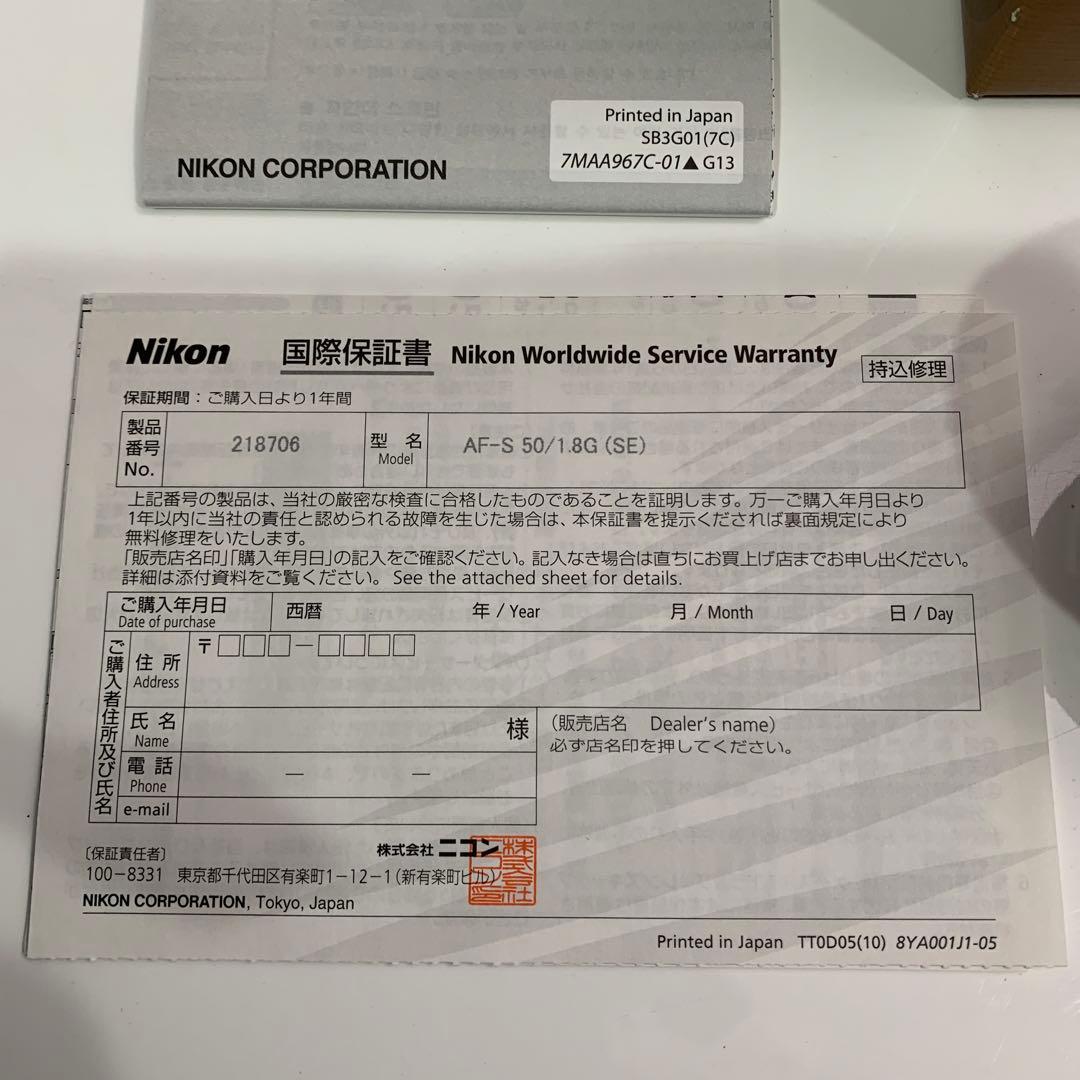 Printed in Japan
SB3G01(7C)
7MAA967C-01▲ G13
NIKON CORPORATION
Nikon 国際保証書 Nikon Worldwide Service Warranty 持込修理
保証期間：ご購入日より1年間
製品番号 No. 218706 型 名 Model AF-S 50/1.8G (SE)
上記番号の製品は、当社の厳密な検査に合格したものであることを証明します。万一ご購入年月日より
1年以内に当社の責任と認められる故障を生じた場合は、本保証書を提示くだされば裏面規定により
無料修理をいたします。
「販売店名印」「購入年月日」の記入をご確認ください。記入なき場合は直ちにお買上げ店までお申し出ください。
詳細は添付資料をご覧ください。 See the attached sheet for details.
ご購入年月日 Date of purchase 西暦 年 / Year 月 / Month 日 / Day
ご購入者住所及び氏名
住 所 Address 〒□□□－□□□□
氏 名 Name 様
電 話 Phone － －
e-mail
（販売店名 Dealer's name）
必ず店名印を押してください。
〔保証責任者〕 株式会社 ニコン
100-8331 東京都千代田区有楽町1-12-1（新有楽町ビル）
NIKON CORPORATION, Tokyo, Japan
Printed in Japan TT0D05(10) 8YA001J1-05